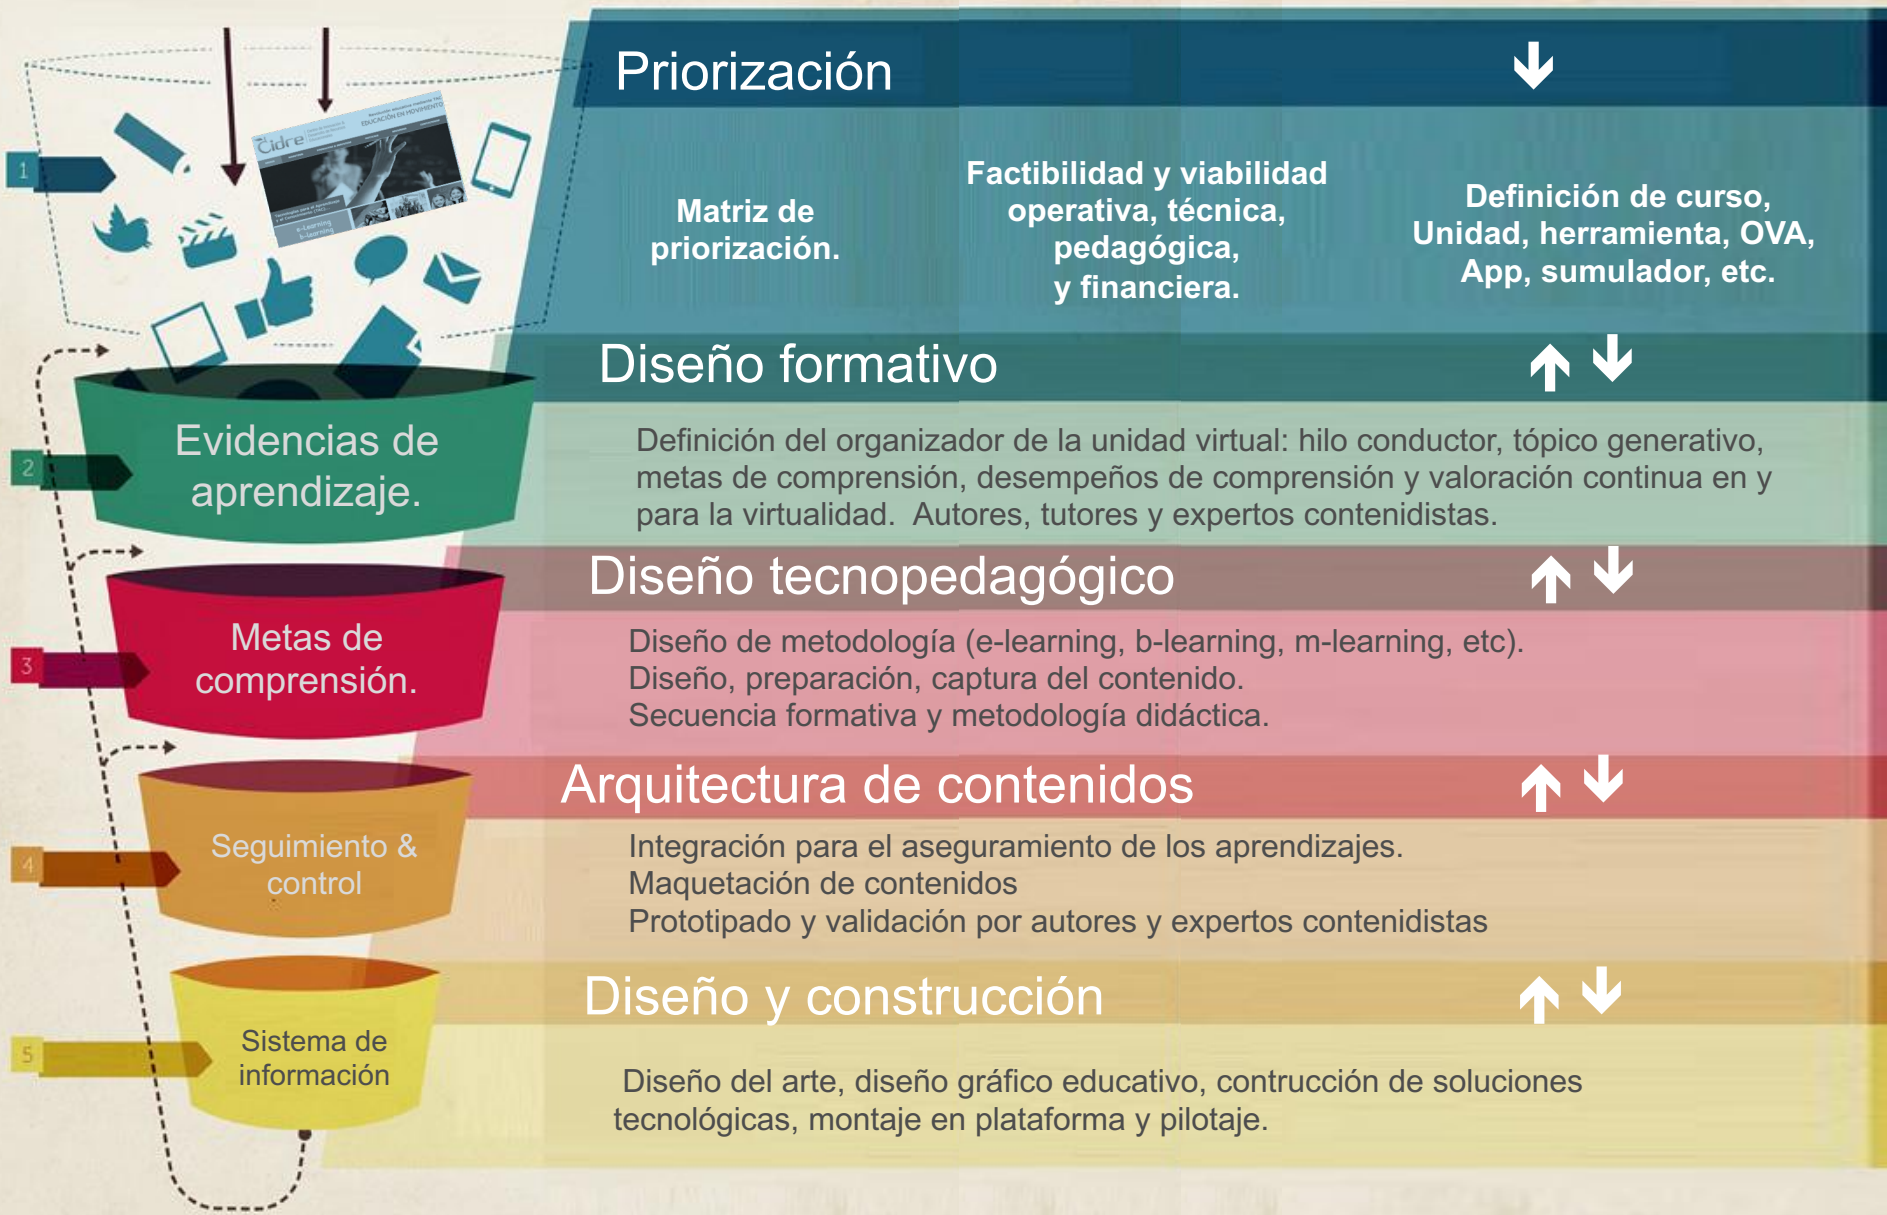 Priorización
1
Cidre
EDUCACIÓN EN MOVIMIENTO
e-Learning
b-learning
Matriz de
priorización.
Factibilidad y viabilidad
operativa, técnica,
pedagógica,
y financiera.
Definición de curso,
Unidad, herramienta, OVA,
App, sumulador, etc.
Diseño formativo
2
Evidencias de
aprendizaje.
Definición del organizador de la unidad virtual: hilo conductor, tópico generativo,
metas de comprensión, desempeños de comprensión y valoración continua en y
para la virtualidad. Autores, tutores y expertos contenidistas.
Diseño tecnopedagógico
3
Metas de
comprensión.
Diseño de metodología (e-learning, b-learning, m-learning, etc).
Diseño, preparación, captura del contenido.
Secuencia formativa y metodología didáctica.
Arquitectura de contenidos
4
Seguimiento &
control
Integración para el aseguramiento de los aprendizajes.
Maquetación de contenidos
Prototipado y validación por autores y expertos contenidistas
Diseño y construcción
5
Sistema de
información
Diseño del arte, diseño gráfico educativo, contrucción de soluciones
tecnológicas, montaje en plataforma y pilotaje.